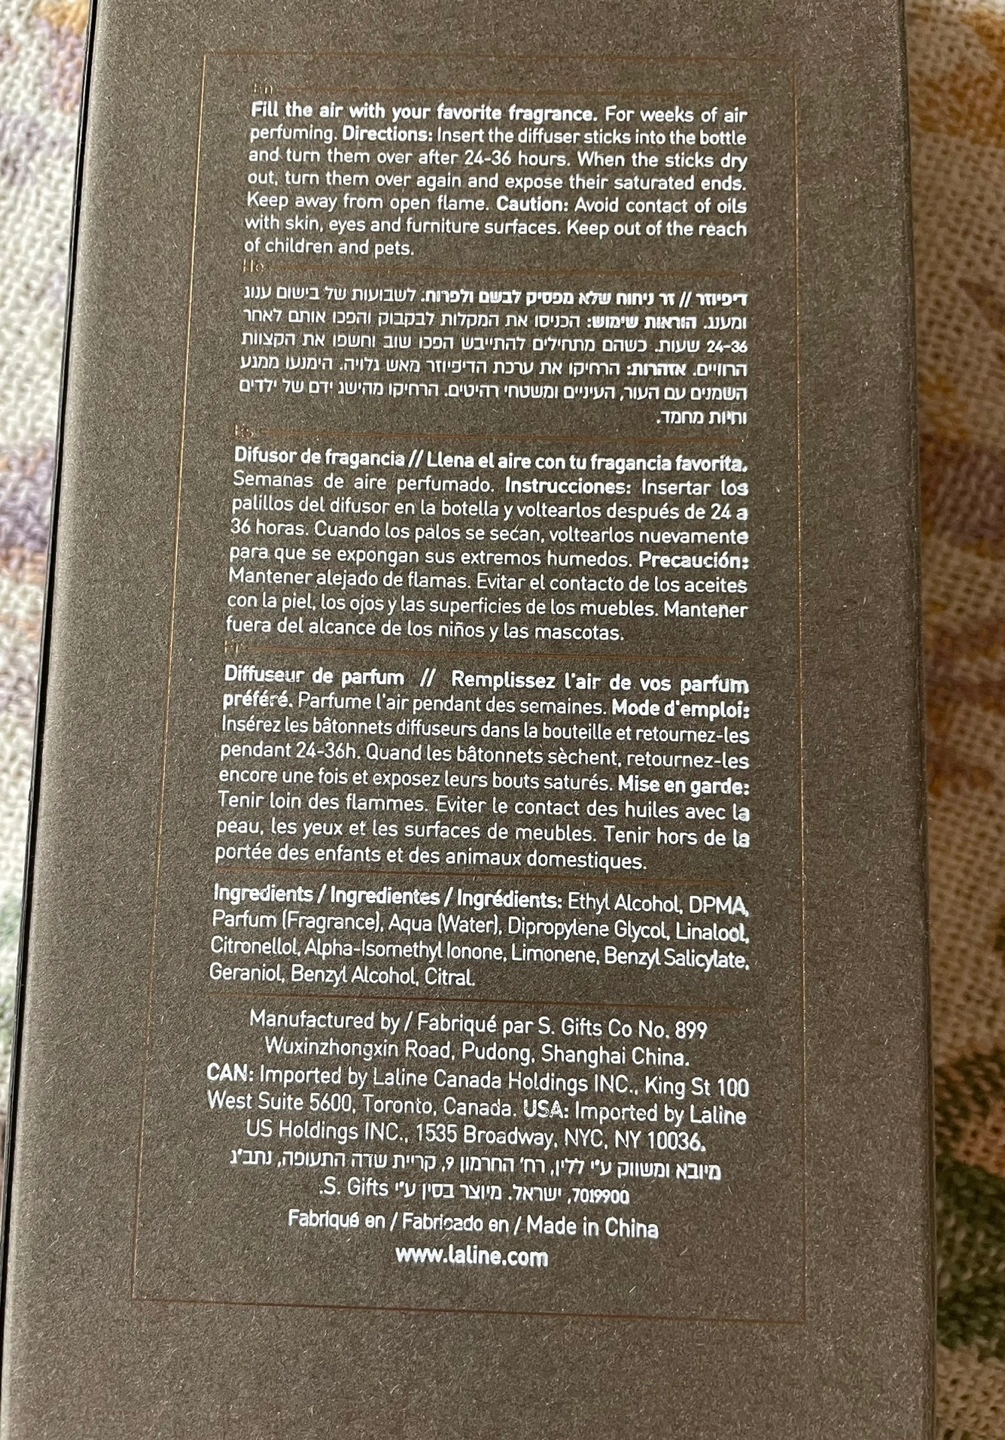 En
Fill the air with your favorite fragrance. For weeks of air
perfuming. Directions: Insert the diffuser sticks into the bottle
and turn them over after 24-36 hours. When the sticks dry
out, turn them over again and expose their saturated ends.
Keep away from open flame. Caution: Avoid contact of oils
with skin, eyes and furniture surfaces. Keep out of the reach
of children and pets.
He
דיפיוזר // זר ניחוח שלא מפסיק לבשם ולפרוח. לשבועות של בישום ענוג
ומענג. הוראות שימוש: הכניסו את המקלות לבקבוק והפכו אותם לאחר
24-36 שעות. כשהם מתחילים להתייבש הפכו שוב וחשפו את הקצוות
הרוויים. אזהרות: הרחיקו את ערכת הדיפיוזר מאש גלויה. הימנעו ממגע
השמנים עם העור, העיניים ומשטחי רהיטים. הרחיקו מהישג ידם של ילדים
וחיות מחמד.
Es
Difusor de fragancia // Llena el aire con tu fragancia favorita.
Semanas de aire perfumado. Instrucciones: Insertar los
palillos del difusor en la botella y voltearlos después de 24 a
36 horas. Cuando los palos se secan, voltearlos nuevamente
para que se expongan sus extremos humedos. Precaución:
Mantener alejado de flamas. Evitar el contacto de los aceites
con la piel, los ojos y las superficies de los muebles. Mantener
fuera del alcance de los niños y las mascotas.
Fr
Diffuseur de parfum // Remplissez l'air de vos parfum
préféré. Parfume l'air pendant des semaines. Mode d'emploi:
Insérez les bâtonnets diffuseurs dans la bouteille et retournez-les
pendant 24-36h. Quand les bâtonnets sèchent, retournez-les
encore une fois et exposez leurs bouts saturés. Mise en garde:
Tenir loin des flammes. Eviter le contact des huiles avec la
peau, les yeux et les surfaces de meubles. Tenir hors de la
portée des enfants et des animaux domestiques.
Ingredients / Ingredientes / Ingrédients: Ethyl Alcohol, DPMA,
Parfum (Fragrance), Aqua (Water), Dipropylene Glycol, Linalool,
Citronellol, Alpha-Isomethyl Ionone, Limonene, Benzyl Salicylate,
Geraniol, Benzyl Alcohol, Citral.
Manufactured by / Fabriqué par S. Gifts Co No. 899
Wuxinzhongxin Road, Pudong, Shanghai China.
CAN: Imported by Laline Canada Holdings INC., King St 100
West Suite 5600, Toronto, Canada. USA: Imported by Laline
US Holdings INC., 1535 Broadway, NYC, NY 10036.
מיובא ומשווק ע"י ללין, רח' החרמון 9, קריית שדה התעופה, נתב"ג
7019900, ישראל. מיוצר בסין ע"י S. Gifts.
Fabriqué en / Fabricado en / Made in China
www.laline.com